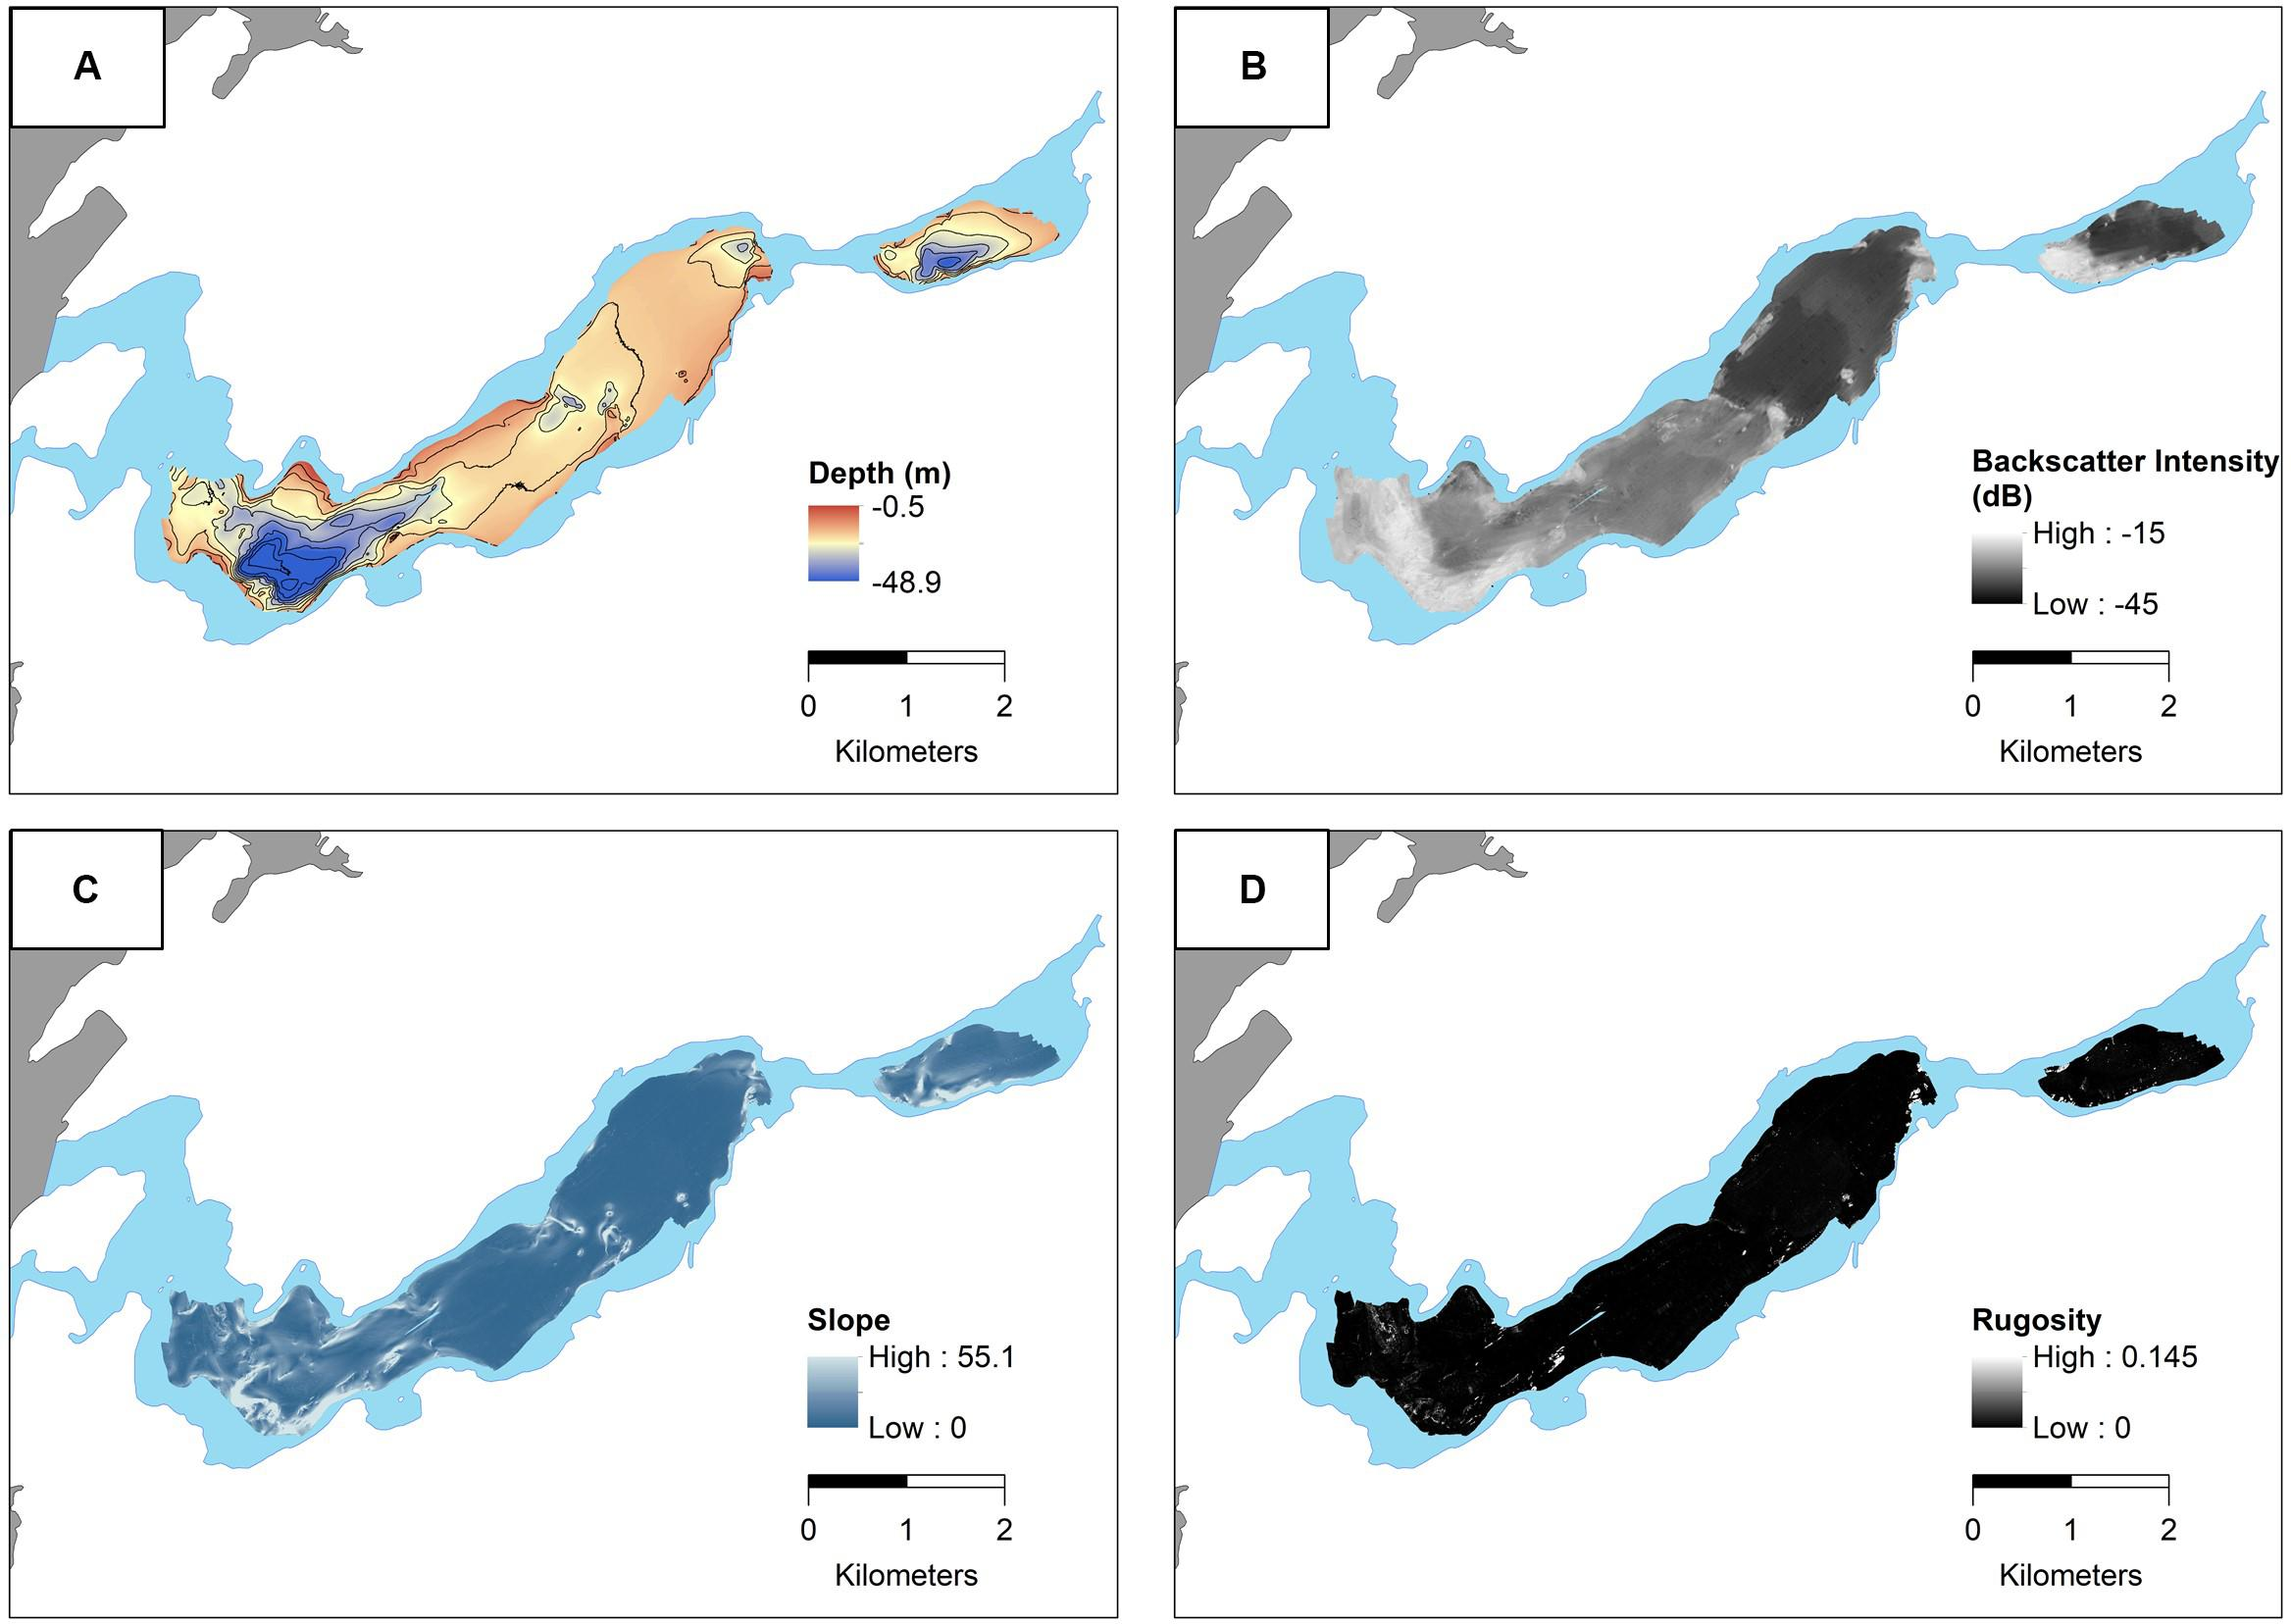 A
Depth (m)
-0.5
-48.9
0 1 2
Kilometers
B
Backscatter Intensity
(dB)
High : -15
Low : -45
0 1 2
Kilometers
C
Slope
High : 55.1
Low : 0
0 1 2
Kilometers
D
Rugosity
High : 0.145
Low : 0
0 1 2
Kilometers